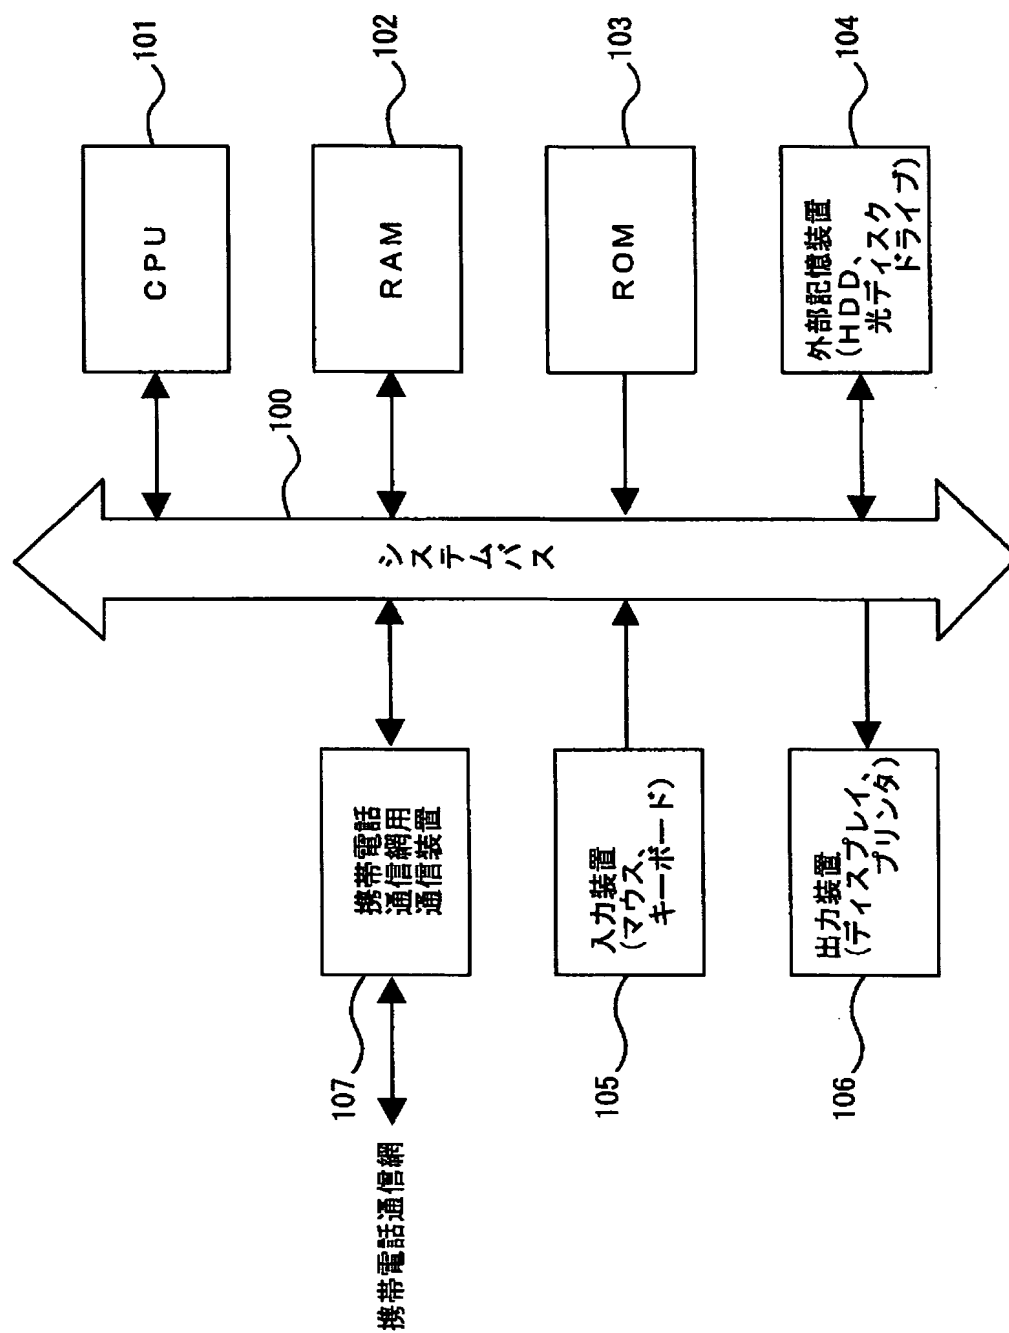 携帯電話通信網
107
携帯電話
通信網用
通信装置
105
入力装置
(マウス、
キーボード)
106
出力装置
(ディスプレイ、
プリンタ)
システムバス
100
CPU
101
RAM
102
ROM
103
外部記憶装置
(HDD、
光ディスク
ドライブ)
104